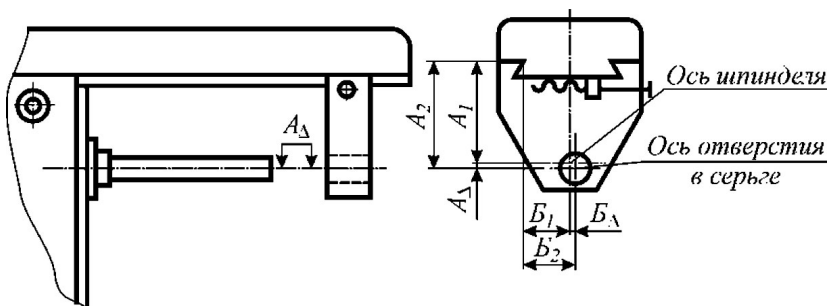 A_Δ
A_2
A_1
A_Δ
Ось шпинделя
Ось отверстия
в серьге
Б_1
Б_Δ
Б_2